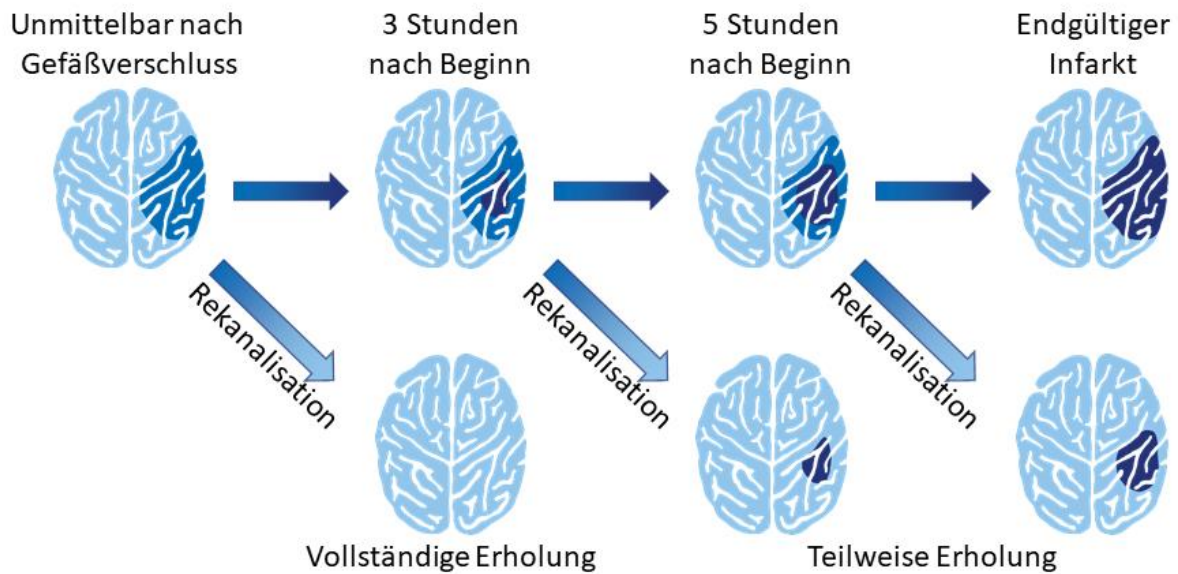 Unmittelbar nach
Gefäßverschluss
3 Stunden
nach Beginn
5 Stunden
nach Beginn
Endgültiger
Infarkt
Rekanalisation
Rekanalisation
Rekanalisation
Vollständige Erholung
Teilweise Erholung